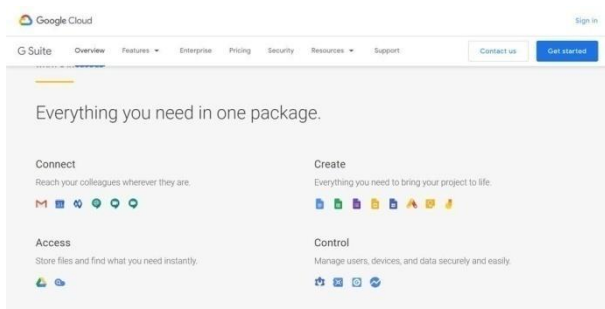 Google Cloud
Sign in
G Suite
Overview
Features
Enterprise
Pricing
Security
Resources
Support
Contact us
Get started
Everything you need in one package.
Connect
Reach your colleagues wherever they are.
Create
Everything you need to bring your project to life.
Access
Store files and find what you need instantly.
Control
Manage users, devices, and data securely and easily.